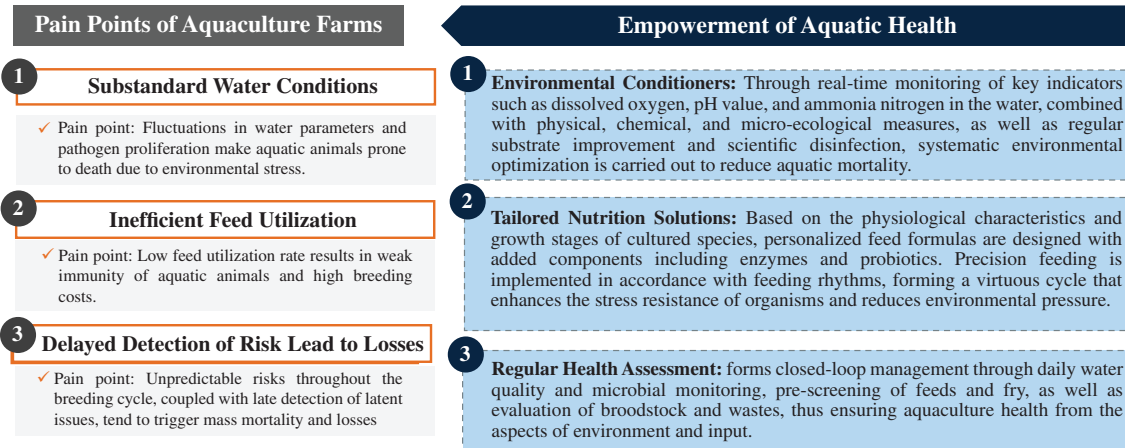 Pain Points of Aquaculture Farms
Empowerment of Aquatic Health
1
Substandard Water Conditions
✓ Pain point: Fluctuations in water parameters and
pathogen proliferation make aquatic animals prone
to death due to environmental stress.
1
Environmental Conditioners: Through real-time monitoring of key indicators
such as dissolved oxygen, pH value, and ammonia nitrogen in the water, combined
with physical, chemical, and micro-ecological measures, as well as regular
substrate improvement and scientific disinfection, systematic environmental
optimization is carried out to reduce aquatic mortality.
2
Inefficient Feed Utilization
✓ Pain point: Low feed utilization rate results in weak
immunity of aquatic animals and high breeding
costs.
2
Tailored Nutrition Solutions: Based on the physiological characteristics and
growth stages of cultured species, personalized feed formulas are designed with
added components including enzymes and probiotics. Precision feeding is
implemented in accordance with feeding rhythms, forming a virtuous cycle that
enhances the stress resistance of organisms and reduces environmental pressure.
3
Delayed Detection of Risk Lead to Losses
✓ Pain point: Unpredictable risks throughout the
breeding cycle, coupled with late detection of latent
issues, tend to trigger mass mortality and losses
3
Regular Health Assessment: forms closed-loop management through daily water
quality and microbial monitoring, pre-screening of feeds and fry, as well as
evaluation of broodstock and wastes, thus ensuring aquaculture health from the
aspects of environment and input.